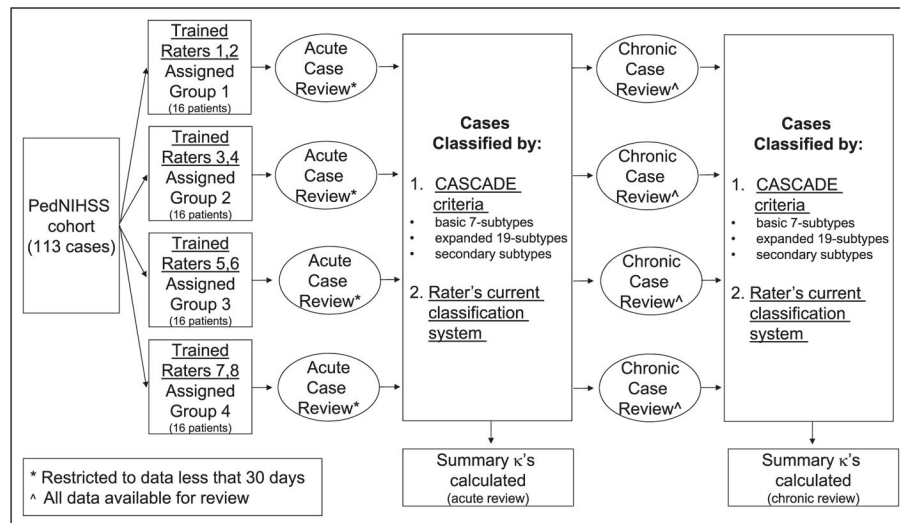 PedNIHSS
cohort
(113 cases)
Trained
Raters 1,2
Assigned
Group 1
(16 patients)
Trained
Raters 3,4
Assigned
Group 2
(16 patients)
Trained
Raters 5,6
Assigned
Group 3
(16 patients)
Trained
Raters 7,8
Assigned
Group 4
(16 patients)
Acute
Case
Review*
Acute
Case
Review*
Acute
Case
Review*
Acute
Case
Review*
Cases
Classified by:
1. CASCADE
criteria
• basic 7-subtypes
• expanded 19-subtypes
• secondary subtypes
2. Rater's current
classification
system
Summary κ's
calculated
(acute review)
Chronic
Case
Review^
Chronic
Case
Review^
Chronic
Case
Review^
Chronic
Case
Review^
Cases
Classified by:
1. CASCADE
criteria
• basic 7-subtypes
• expanded 19-subtypes
• secondary subtypes
2. Rater's current
classification
system
Summary κ's
calculated
(chronic review)
* Restricted to data less that 30 days
^ All data available for review